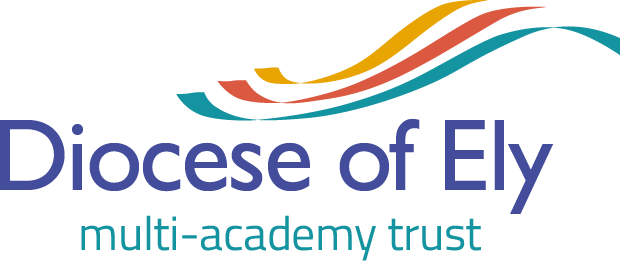 Diocese of Ely
multi-academy trust